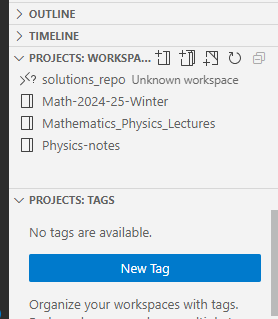 OUTLINE
TIMELINE
PROJECTS: WORKSPA...
solutions_repo Unknown workspace
Math-2024-25-Winter
Mathematics_Physics_Lectures
Physics-notes
PROJECTS: TAGS
No tags are available.
New Tag
Organize your workspaces with tags.